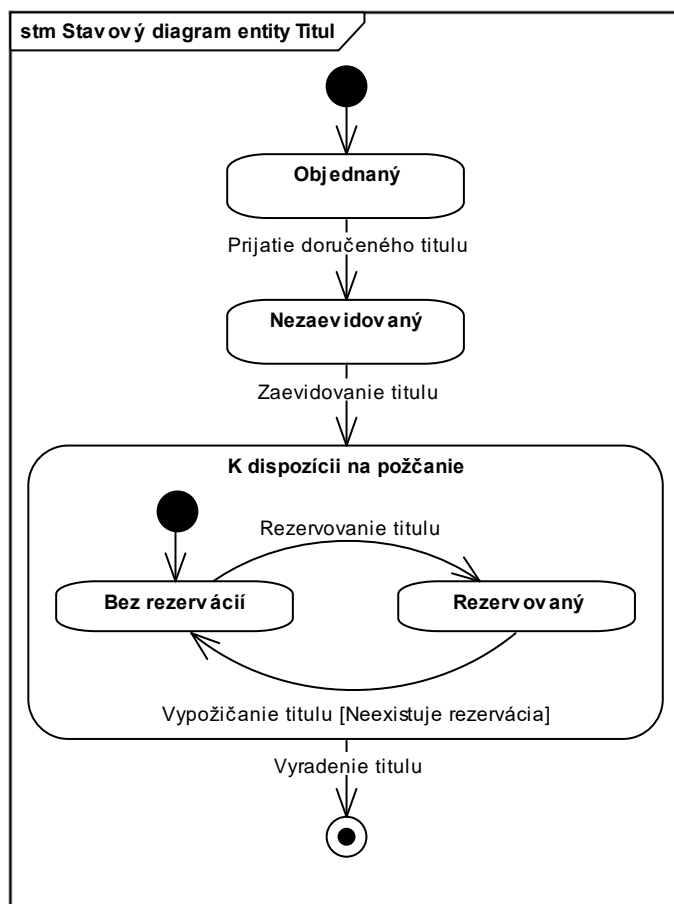 stm Stavový diagram entity Titul
Objednaný
Prijatie doručeného titulu
Nezaevidovaný
Zaevidovanie titulu
K dispozícii na požčanie
Rezervovanie titulu
Bez rezervácií
Rezervovaný
Vypožičanie titulu [Neexistuje rezervácia]
Vyradenie titulu